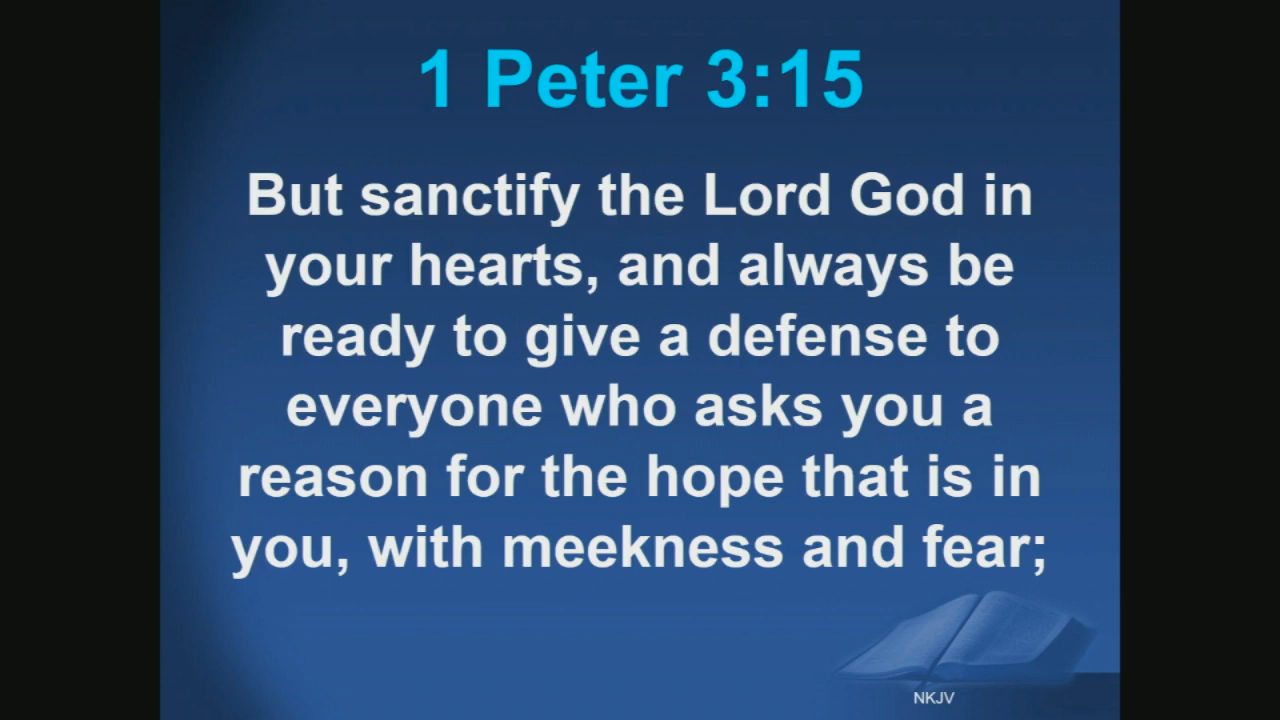 1 Peter 3:15
But sanctify the Lord God in
your hearts, and always be
ready to give a defense to
everyone who asks you a
reason for the hope that is in
you, with meekness and fear;
NKJV